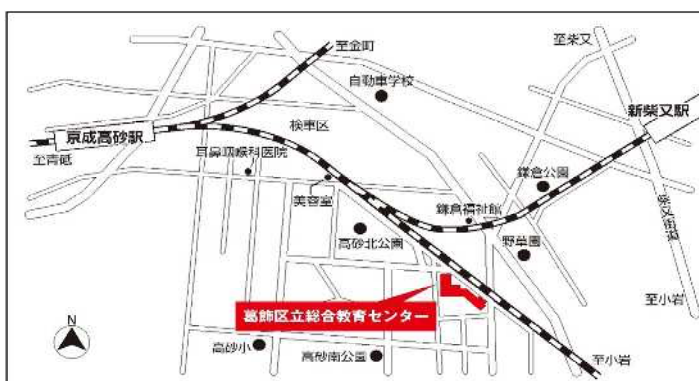 至金町
至柴又
自動車学校
新柴又駅
京成高砂駅
検車区
至青砥
耳鼻咽喉科医院
鎌倉公園
美容室
鎌倉福祉館
柴又街道
高砂北公園
野草園
葛飾区立総合教育センター
至小岩
N
高砂小
高砂南公園
至小岩